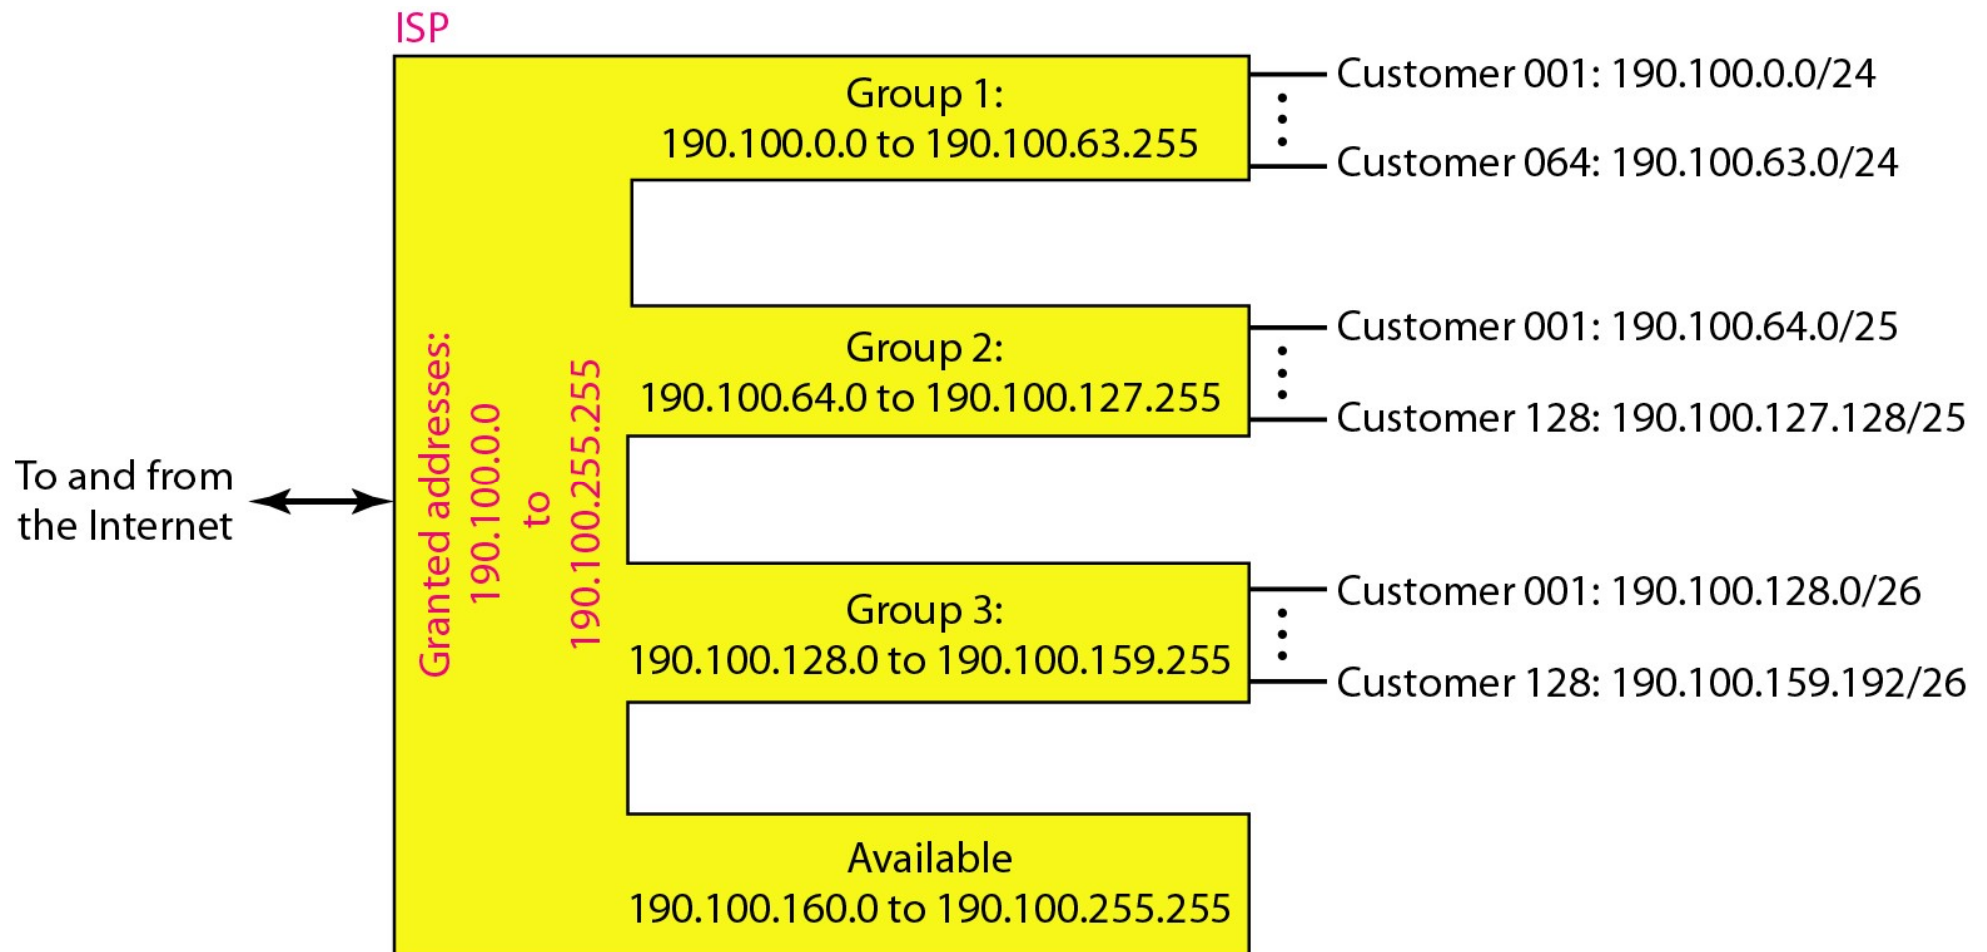 ISP
Group 1:
190.100.0.0 to 190.100.63.255
Customer 001: 190.100.0.0/24
Customer 064: 190.100.63.0/24
Group 2:
190.100.64.0 to 190.100.127.255
Customer 001: 190.100.64.0/25
Customer 128: 190.100.127.128/25
To and from
the Internet
Granted addresses:
190.100.0.0
to
190.100.255.255
Group 3:
190.100.128.0 to 190.100.159.255
Customer 001: 190.100.128.0/26
Customer 128: 190.100.159.192/26
Available
190.100.160.0 to 190.100.255.255